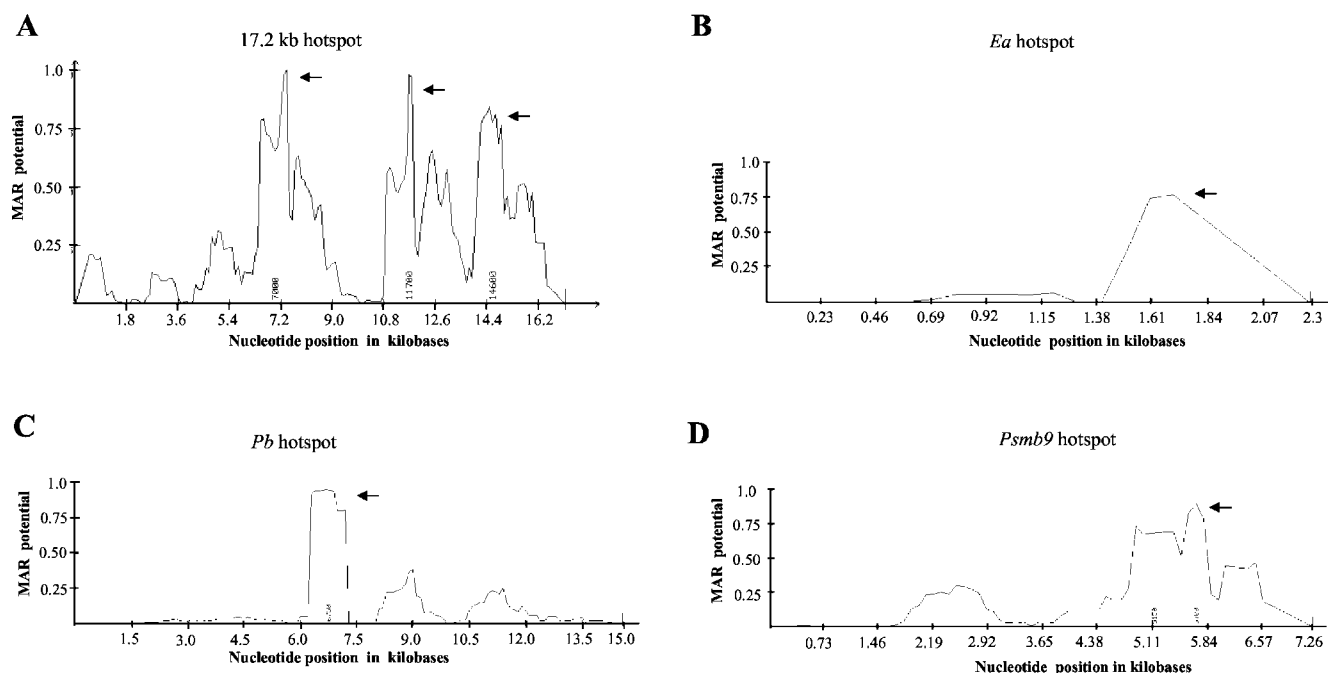 A
17.2 kb hotspot
MAR potential
1.0
0.75
0.50
0.25
7000
11700
14600
1.8 3.6 5.4 7.2 9.0 10.8 12.6 14.4 16.2
Nucleotide position in kilobases
B
Ea hotspot
MAR potential
1.0
0.75
0.50
0.25
0.23 0.46 0.69 0.92 1.15 1.38 1.61 1.84 2.07 2.3
Nucleotide position in kilobases
C
Pb hotspot
MAR potential
1.0
0.75
0.50
0.25
1.5 3.0 4.5 6.0 7.5 9.0 10.5 12.0 13.5 15.0
Nucleotide position in kilobases
D
Psmb9 hotspot
MAR potential
1.0
0.75
0.50
0.25
0.73 1.46 2.19 2.92 3.65 4.38 5.11 5.84 6.57 7.26
Nucleotide position in kilobases